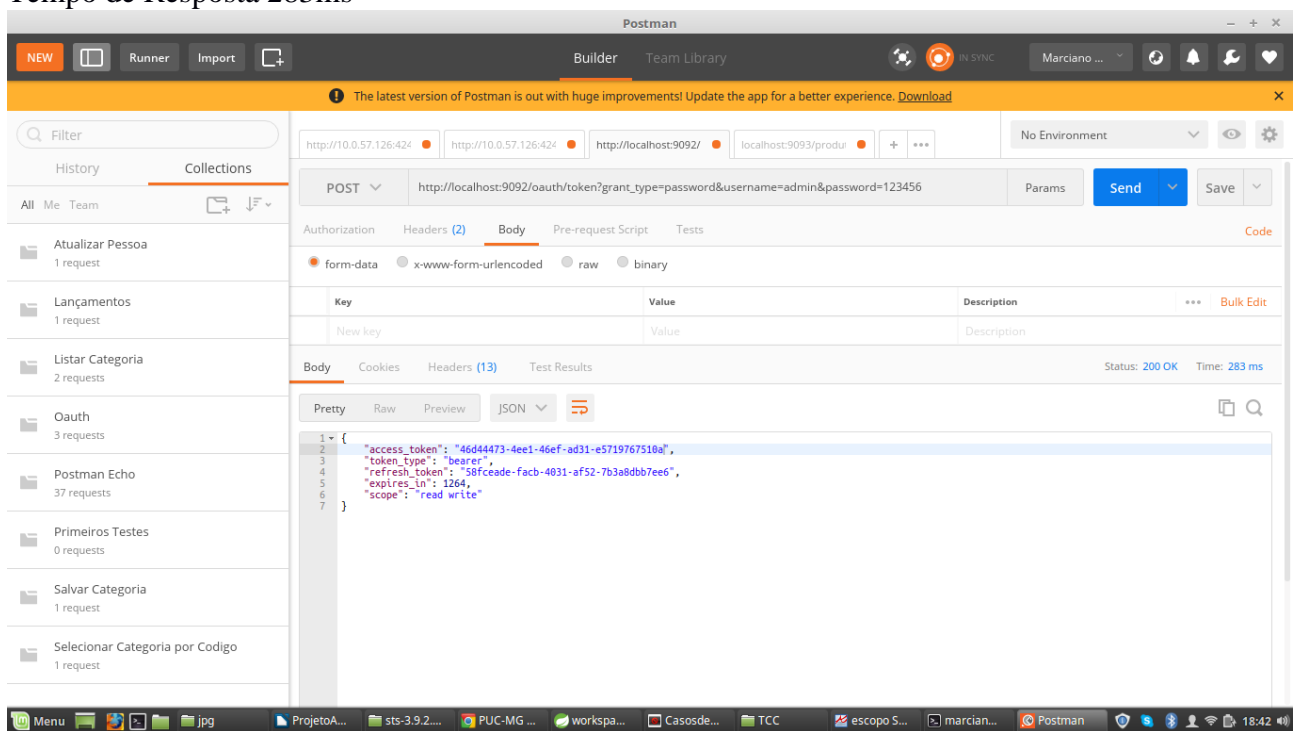 Tempo de Resposta 283ms
Postman
NEW Runner Import Builder Team Library IN SYNC Marciano ...
The latest version of Postman is out with huge improvements! Update the app for a better experience. Download
Filter
History Collections
All Me Team
Atualizar Pessoa
1 request
Lançamentos
1 request
Listar Categoria
2 requests
Oauth
3 requests
Postman Echo
37 requests
Primeiros Testes
0 requests
Salvar Categoria
1 request
Selecionar Categoria por Codigo
1 request
http://10.0.57.126:424 http://10.0.57.126:424 http://localhost:9092/ localhost:9093/produ + •••
No Environment
POST http://localhost:9092/oauth/token?grant_type=password&username=admin&password=123456 Params Send Save
Authorization Headers (2) Body Pre-request Script Tests Code
form-data x-www-form-urlencoded raw binary
Key Value Description ••• Bulk Edit
New key Value Description
Body Cookies Headers (13) Test Results Status: 200 OK Time: 283 ms
Pretty Raw Preview JSON
1 {
2 "access_token": "46d44473-4ee1-46ef-ad31-e5719767510a",
3 "token_type": "bearer",
4 "refresh_token": "58fceade-facb-4031-af52-7b3a8dbb7ee6",
5 "expires_in": 1264,
6 "scope": "read write"
7 }
Menu jpg ProjetoA... sts-3.9.2.... PUC-MG ... workspa... Casosde... TCC escopo S... marcian... Postman 18:42